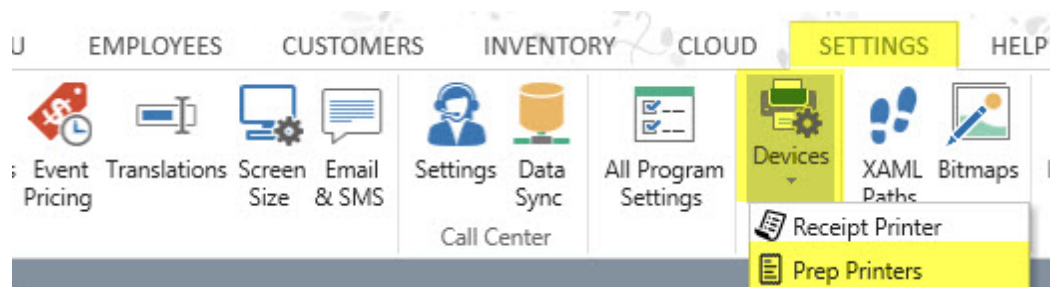 U EMPLOYEES CUSTOMERS INVENTORY CLOUD SETTINGS HELP
s Event Translations Screen Email Settings Data All Program Devices XAML Bitmaps
Pricing Size & SMS Sync Settings Paths
Call Center
Receipt Printer
Prep Printers